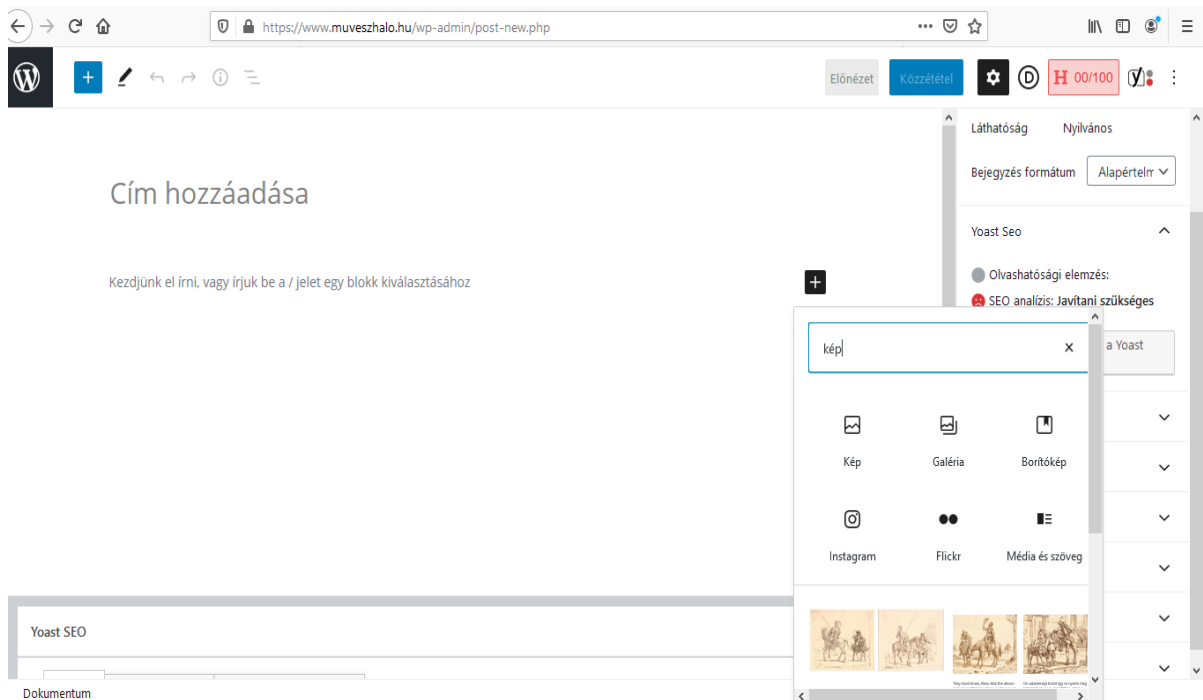 https://www.muveszhalo.hu/wp-admin/post-new.php
Előnézet
Közzététel
H 00/100
Láthatóság Nyilvános
Bejegyzés formátum Alapértelm
Cím hozzáadása
Yoast Seo
Kezdjünk el írni, vagy írjuk be a / jelet egy blokk kiválasztásához
Olvashatósági elemzés:
SEO analízis: Javítani szükséges
kép
a Yoast
Kép Galéria Borítókép
Instagram Flickr Média és szöveg
Yoast SEO
Dokumentum